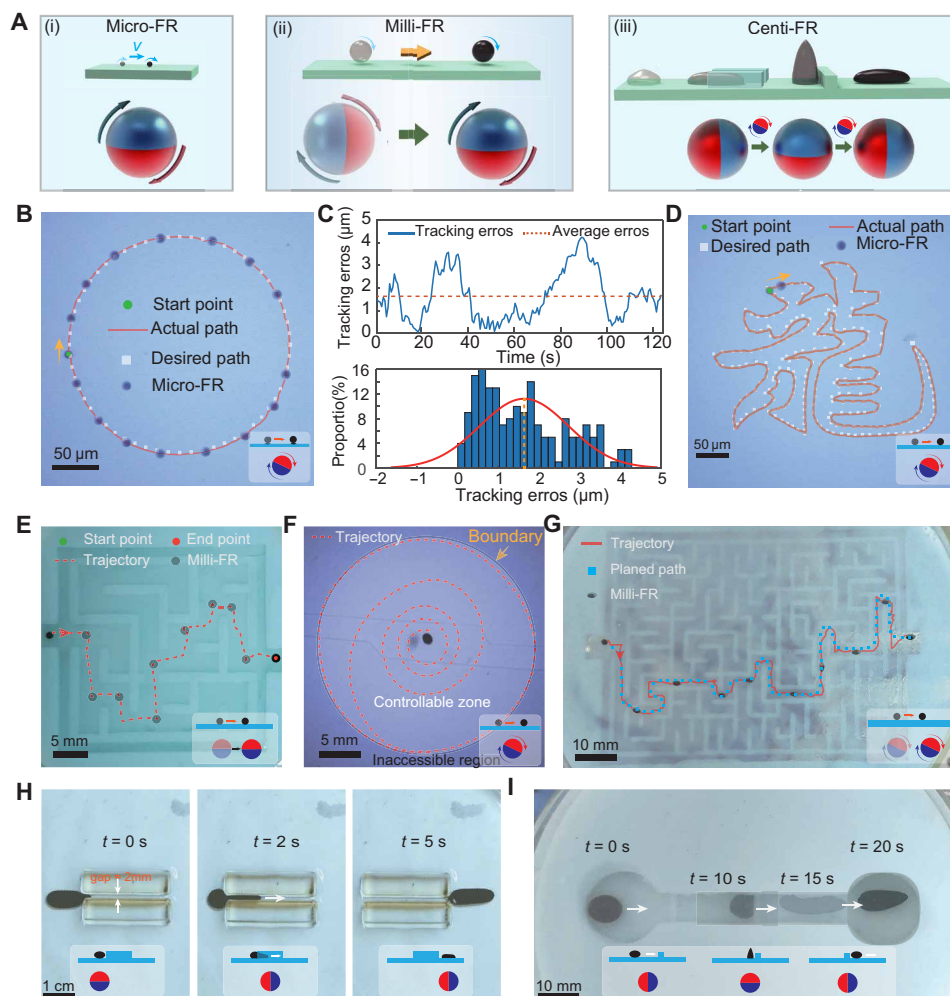 A
(i)
Micro-FR
V
(ii)
Milli-FR
(iii)
Centi-FR
B
Start point
Actual path
Desired path
Micro-FR
50 µm
C
Tracking erros (µm)
5
4
3
2
1
0
Tracking erros
Average erros
0 20 40 60 80 100 120
Time (s)
Proportio(%)
16
12
8
4
0
−2 −1 0 1 2 3 4 5
Tracking erros (µm)
D
Start point
Actual path
Desired path
Micro-FR
50 µm
E
Start point
End point
Trajectory
Milli-FR
5 mm
F
Trajectory
Boundary
Controllable zone
5 mm
Inaccessible region
G
Trajectory
Planed path
Milli-FR
10 mm
H
t = 0 s
gap = 2mm
t = 2 s
t = 5 s
1 cm
I
t = 0 s
t = 10 s
t = 15 s
t = 20 s
10 mm